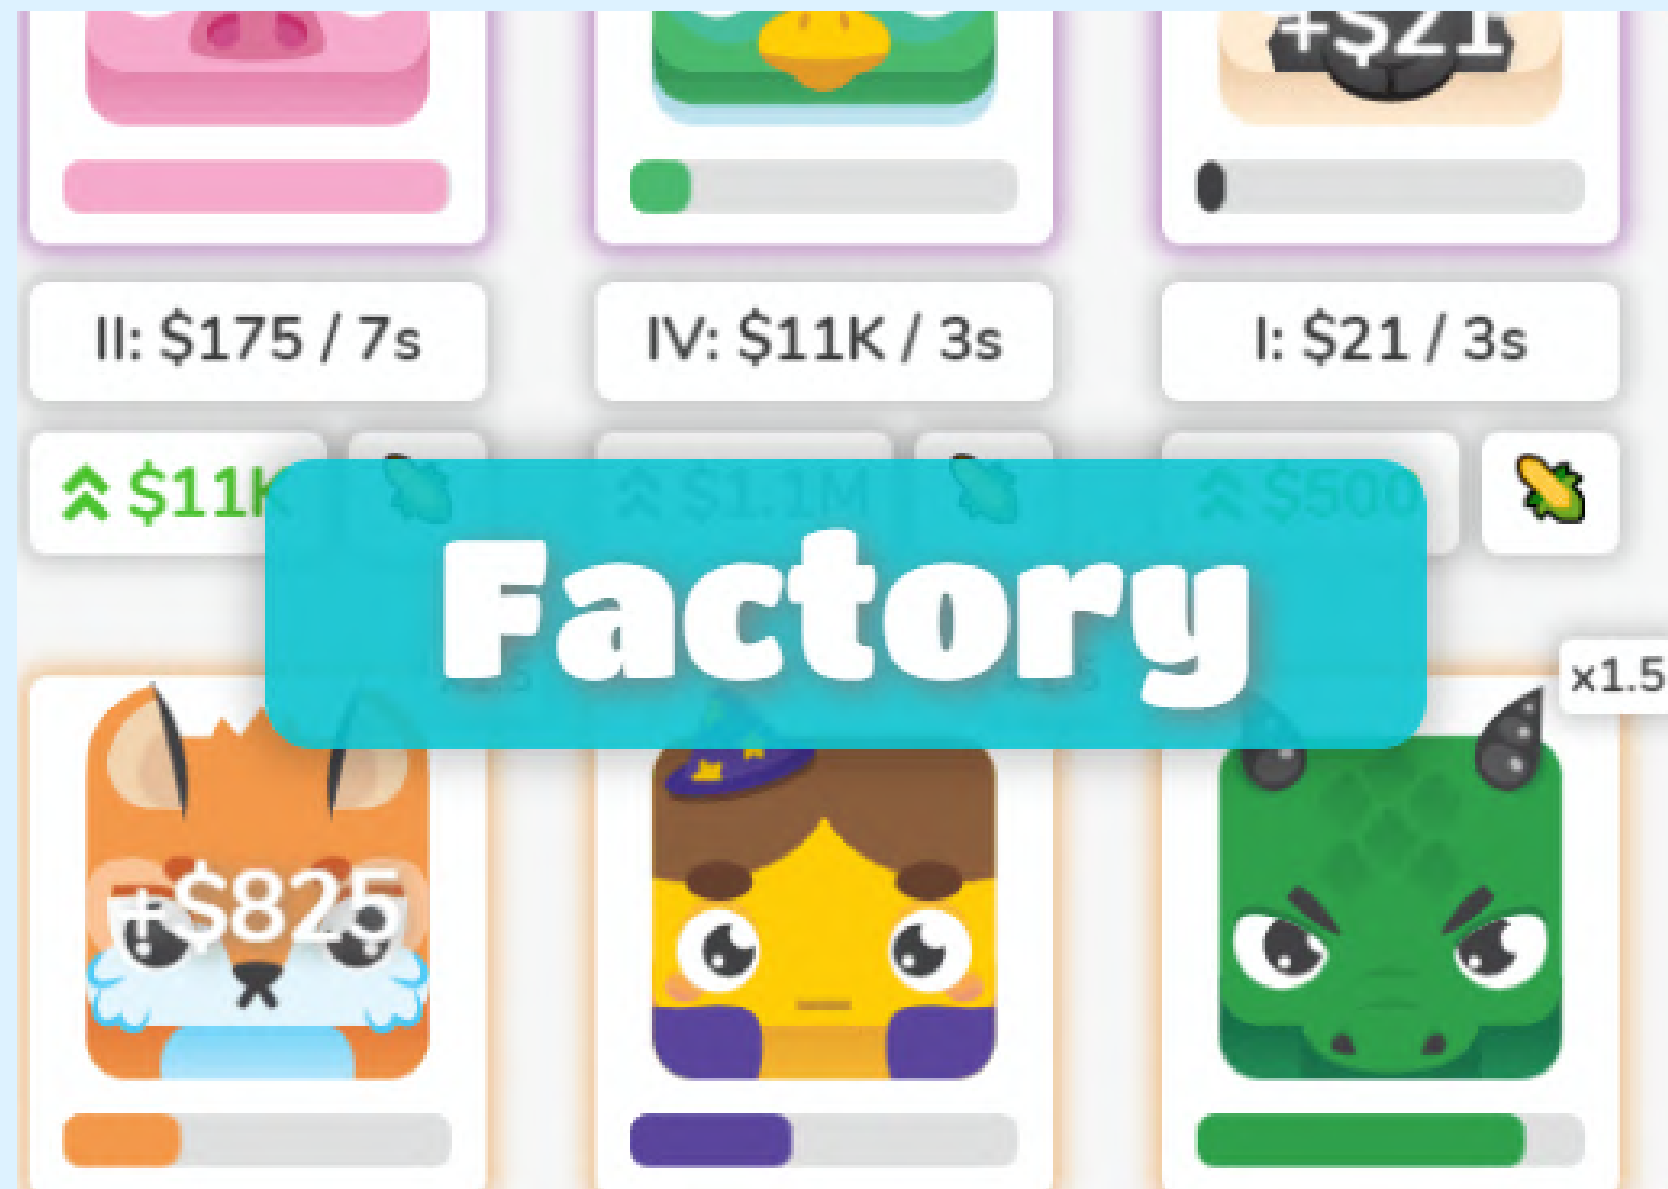 +$21
II: $175 / 7s
IV: $11K / 3s
I: $21 / 3s
$11K
$1.1M
$500
Factory
x1.5
+$825